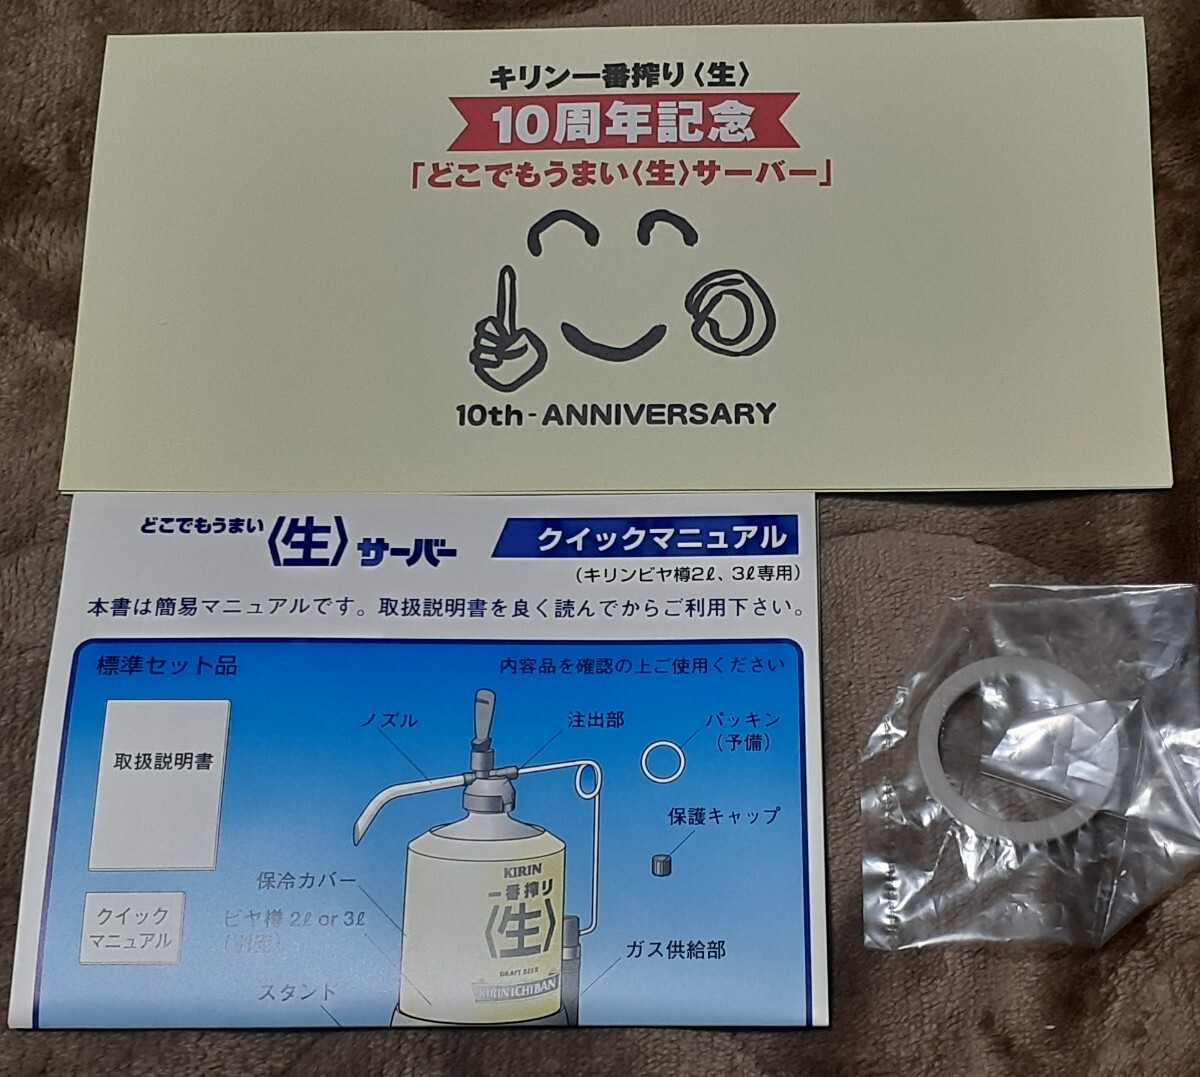 キリン一番搾り〈生〉
10周年記念
「どこでもうまい〈生〉サーバー」
10th-ANNIVERSARY
どこでもうまい〈生〉サーバー
クイックマニュアル
（キリンビヤ樽2ℓ、3ℓ専用）
本書は簡易マニュアルです。取扱説明書を良く読んでからご利用下さい。
標準セット品
内容品を確認の上ご使用ください
取扱説明書
ノズル
注出部
パッキン
（予備）
保護キャップ
保冷カバー
ビヤ樽2ℓ or 3ℓ
（別売）
クイック
マニュアル
スタンド
ガス供給部
KIRIN
一番搾り
〈生〉
DRAFT BEER
KIRIN ICHIBAN